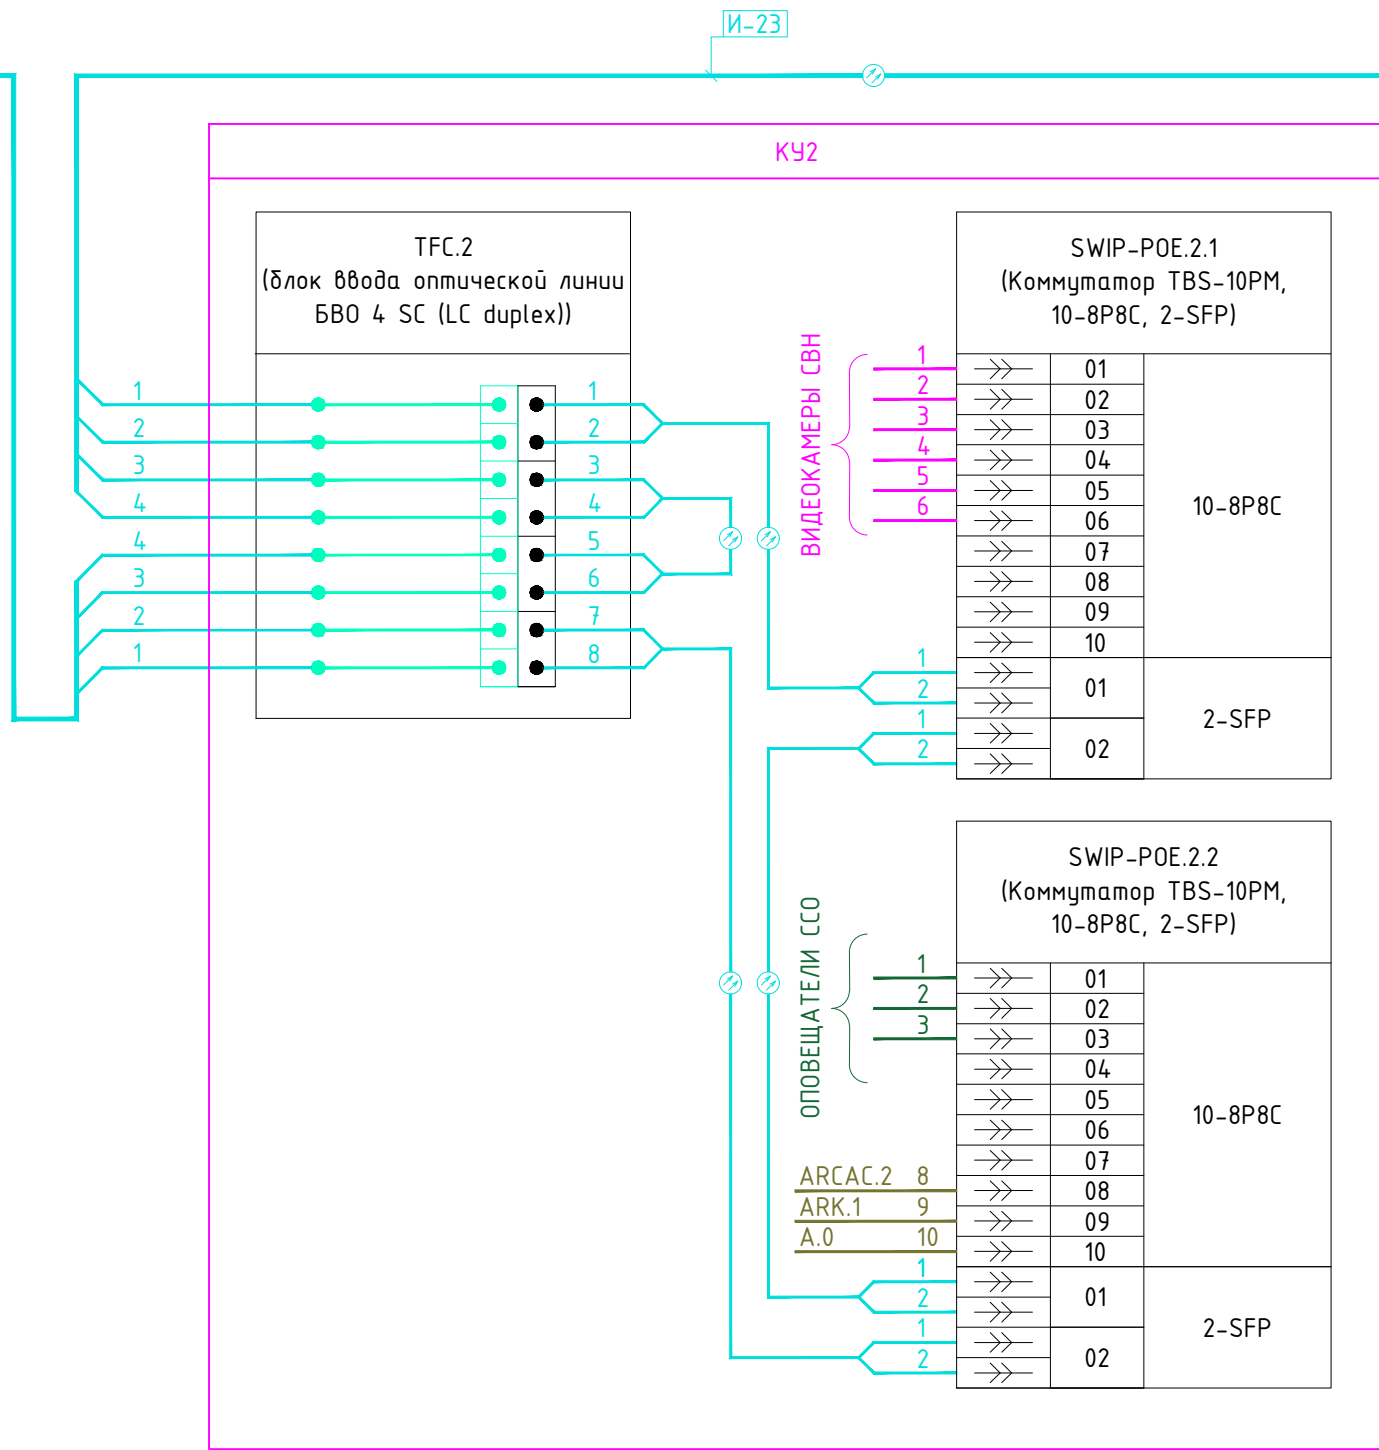 И-23
КУ2
TFC.2
(блок ввода оптической линии
БВО 4 SC (LC duplex))
1
2
3
4
4
3
2
1
1
2
3
4
5
6
7
8
SWIP-POE.2.1
(Коммутатор TBS-10PM,
10-8P8C, 2-SFP)
ВИДЕОКАМЕРЫ СВН
1
2
3
4
5
6
01
02
03
04
05
06
07
08
09
10
10-8P8C
1
2
1
2
01
02
2-SFP
SWIP-POE.2.2
(Коммутатор TBS-10PM,
10-8P8C, 2-SFP)
ОПОВЕЩАТЕЛИ ССО
1
2
3
ARCAC.2 8
ARK.1 9
A.0 10
01
02
03
04
05
06
07
08
09
10
10-8P8C
1
2
1
2
01
02
2-SFP